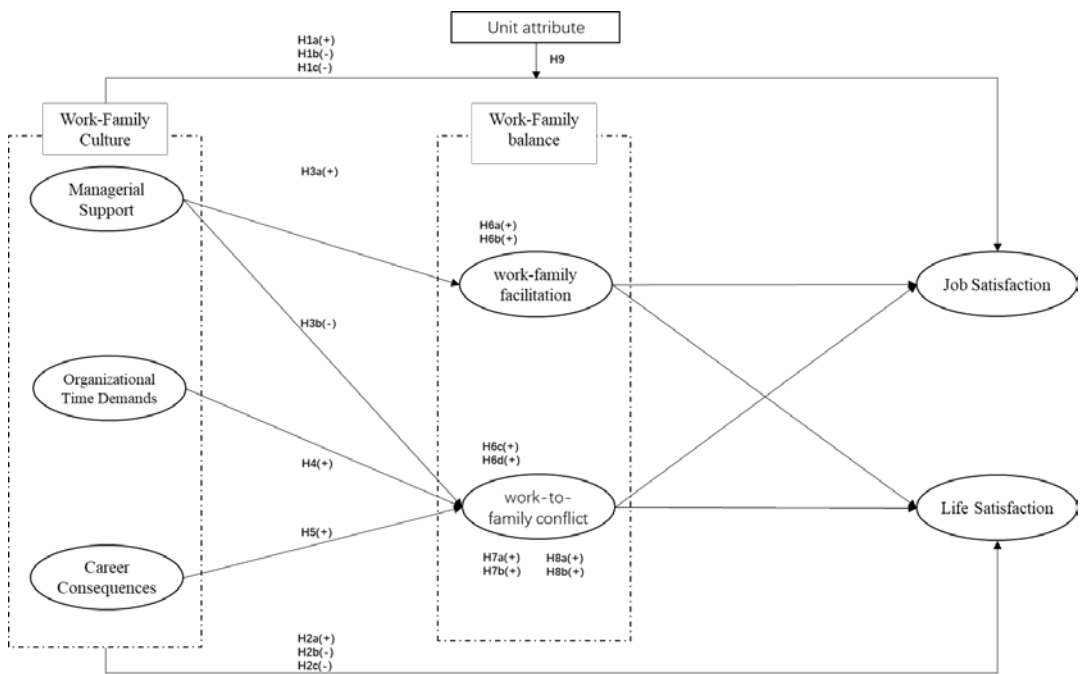 Unit attribute
H1a(+)
H1b(-)
H1c(-)
H9
Work-Family
Culture
Work-Family
balance
H3a(+)
Managerial
Support
H6a(+)
H6b(+)
work-family
facilitation
Job Satisfaction
H3b(-)
Organizational
Time Demands
H6c(+)
H6d(+)
H4(+)
work-to-
family conflict
Life Satisfaction
H5(+)
H7a(+) H8a(+)
H7b(+) H8b(+)
Career
Consequences
H2a(+)
H2b(-)
H2c(-)